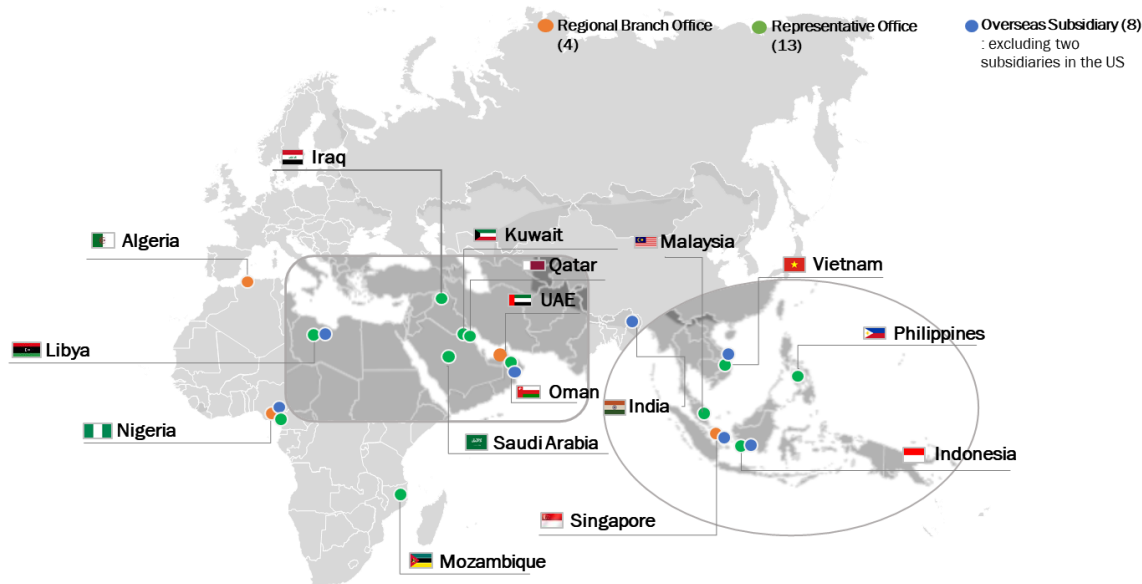 Regional Branch Office
(4)
Representative Office
(13)
Overseas Subsidiary (8)
: excluding two
subsidiaries in the US
Iraq
Algeria
Kuwait
Malaysia
Qatar
Vietnam
UAE
Philippines
Libya
Oman
India
Nigeria
Saudi Arabia
Indonesia
Singapore
Mozambique